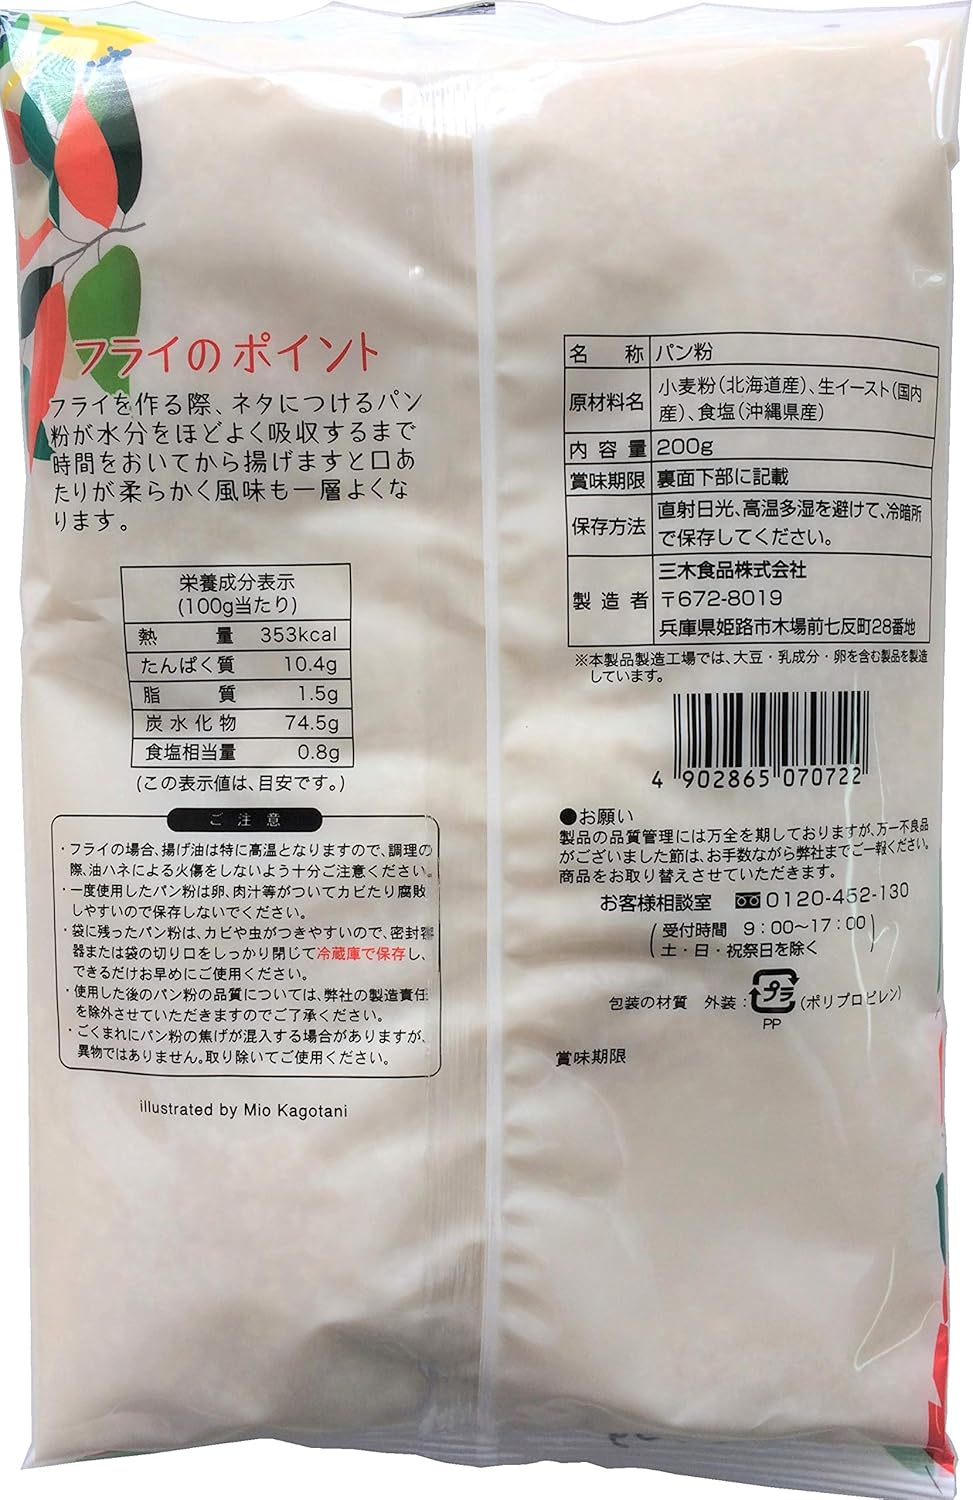 フライのポイント
フライを作る際、ネタにつけるパン
粉が水分をほどよく吸収するまで
時間をおいてから揚げますと口あ
たりが柔らかく風味も一層よくな
ります。
栄養成分表示
(100g当たり)
熱量 353kcal
たんぱく質 10.4g
脂質 1.5g
炭水化物 74.5g
食塩相当量 0.8g
(この表示値は、目安です。)
ご注意
・フライの場合、揚げ油は特に高温となりますので、調理の
際、油ハネによる火傷をしないよう十分ご注意ください。
・一度使用したパン粉は卵、肉汁等がついてカビたり腐敗
しやすいので保存しないでください。
・袋に残ったパン粉は、カビや虫がつきやすいので、密封容
器または袋の切り口をしっかり閉じて冷蔵庫で保存し、
できるだけお早めにご使用ください。
・使用した後のパン粉の品質については、弊社の製造責任
を除外させていただきますのでご了承ください。
・ごくまれにパン粉の焦げが混入する場合がありますが、
異物ではありません。取り除いてご使用ください。
illustrated by Mio Kagotani
名称 パン粉
原材料名 小麦粉(北海道産)、生イースト(国内
産)、食塩(沖縄県産)
内容量 200g
賞味期限 裏面下部に記載
保存方法 直射日光、高温多湿を避けて、冷暗所
で保存してください。
製造者 三木食品株式会社
〒672-8019
兵庫県姫路市木場前七反町28番地
※本製品製造工場では、大豆・乳成分・卵を含む製品を製造
しています。
4 902865 070722
●お願い
製品の品質管理には万全を期しておりますが、万一不良品
がございました節は、お手数ながら弊社までご一報ください。
商品をお取り替えさせていただきます。
お客様相談室 0120-452-130
(受付時間 9:00〜17:00
土・日・祝祭日を除く)
包装の材質 外装: プラ (ポリプロピレン)
PP
賞味期限